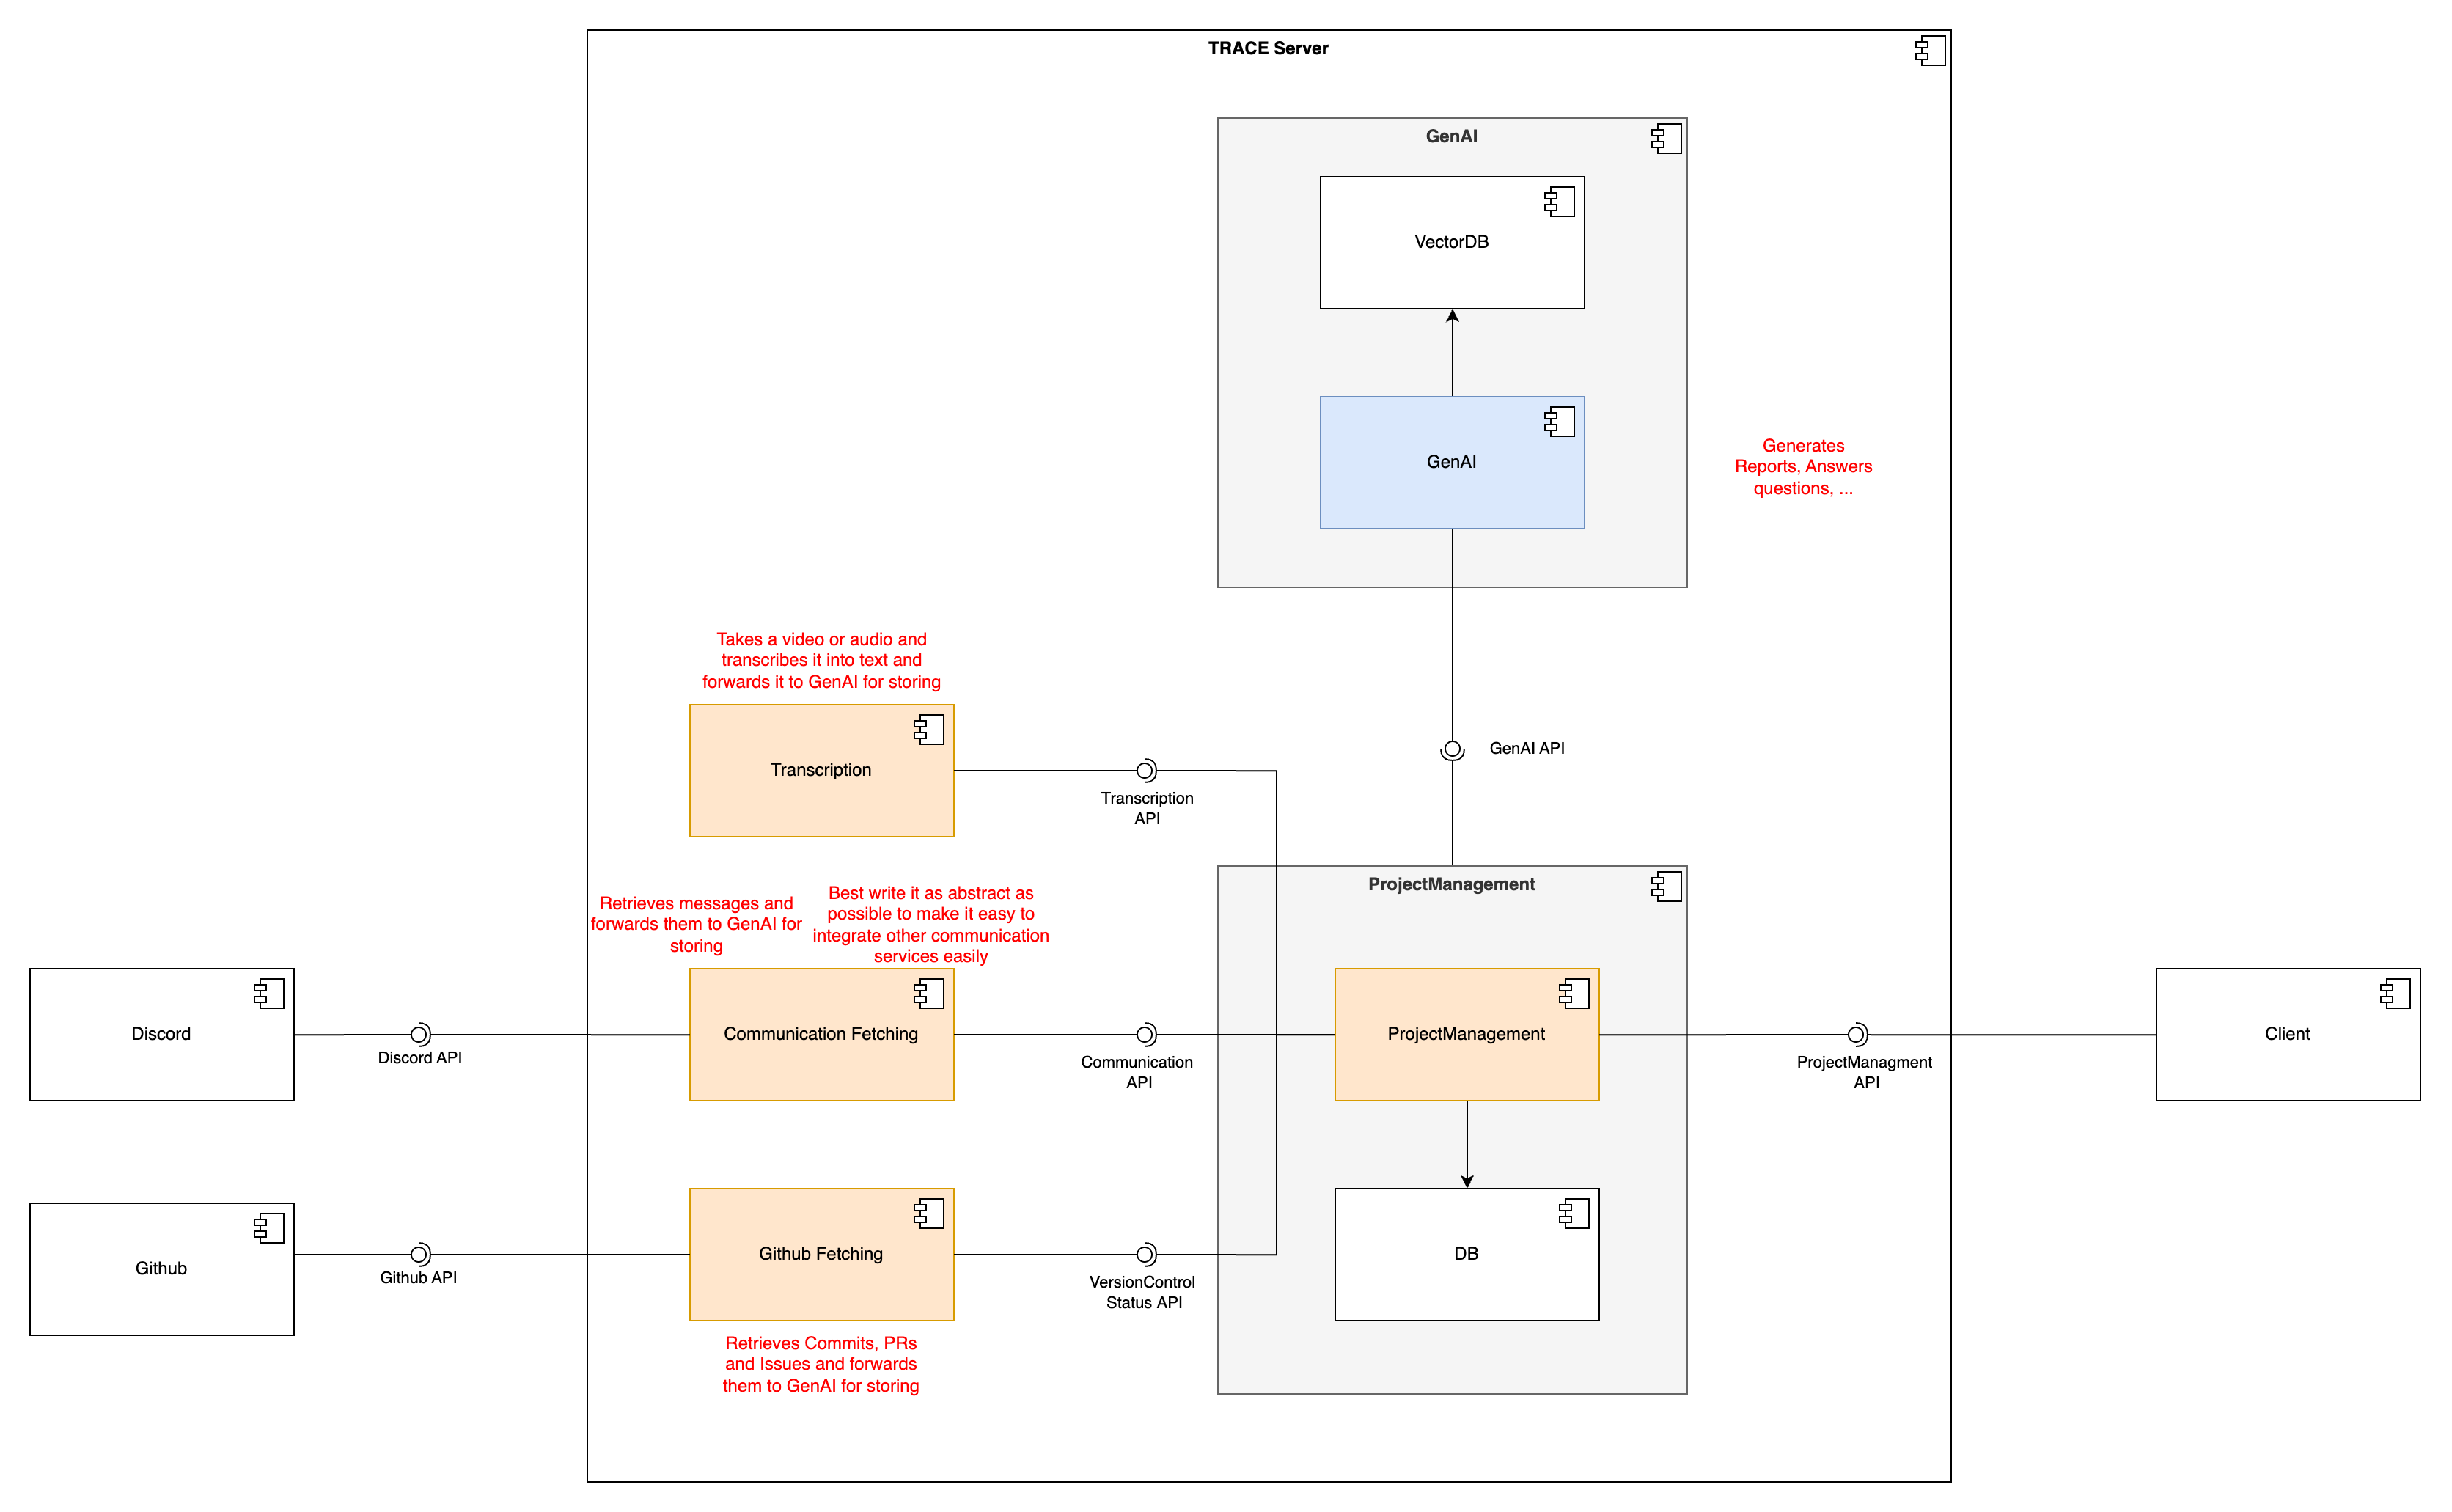 TRACE Server
GenAI
VectorDB
GenAI
Generates
Reports, Answers
questions, ...
Takes a video or audio and
transcribes it into text and
forwards it to GenAI for storing
Transcription
Transcription
API
GenAI API
Retrieves messages and
forwards them to GenAI for
storing
Best write it as abstract as
possible to make it easy to
integrate other communication
services easily
ProjectManagement
Discord
Discord API
Communication Fetching
Communication
API
ProjectManagement
ProjectManagment
API
Client
Github
Github API
Github Fetching
VersionControl
Status API
DB
Retrieves Commits, PRs
and Issues and forwards
them to GenAI for storing